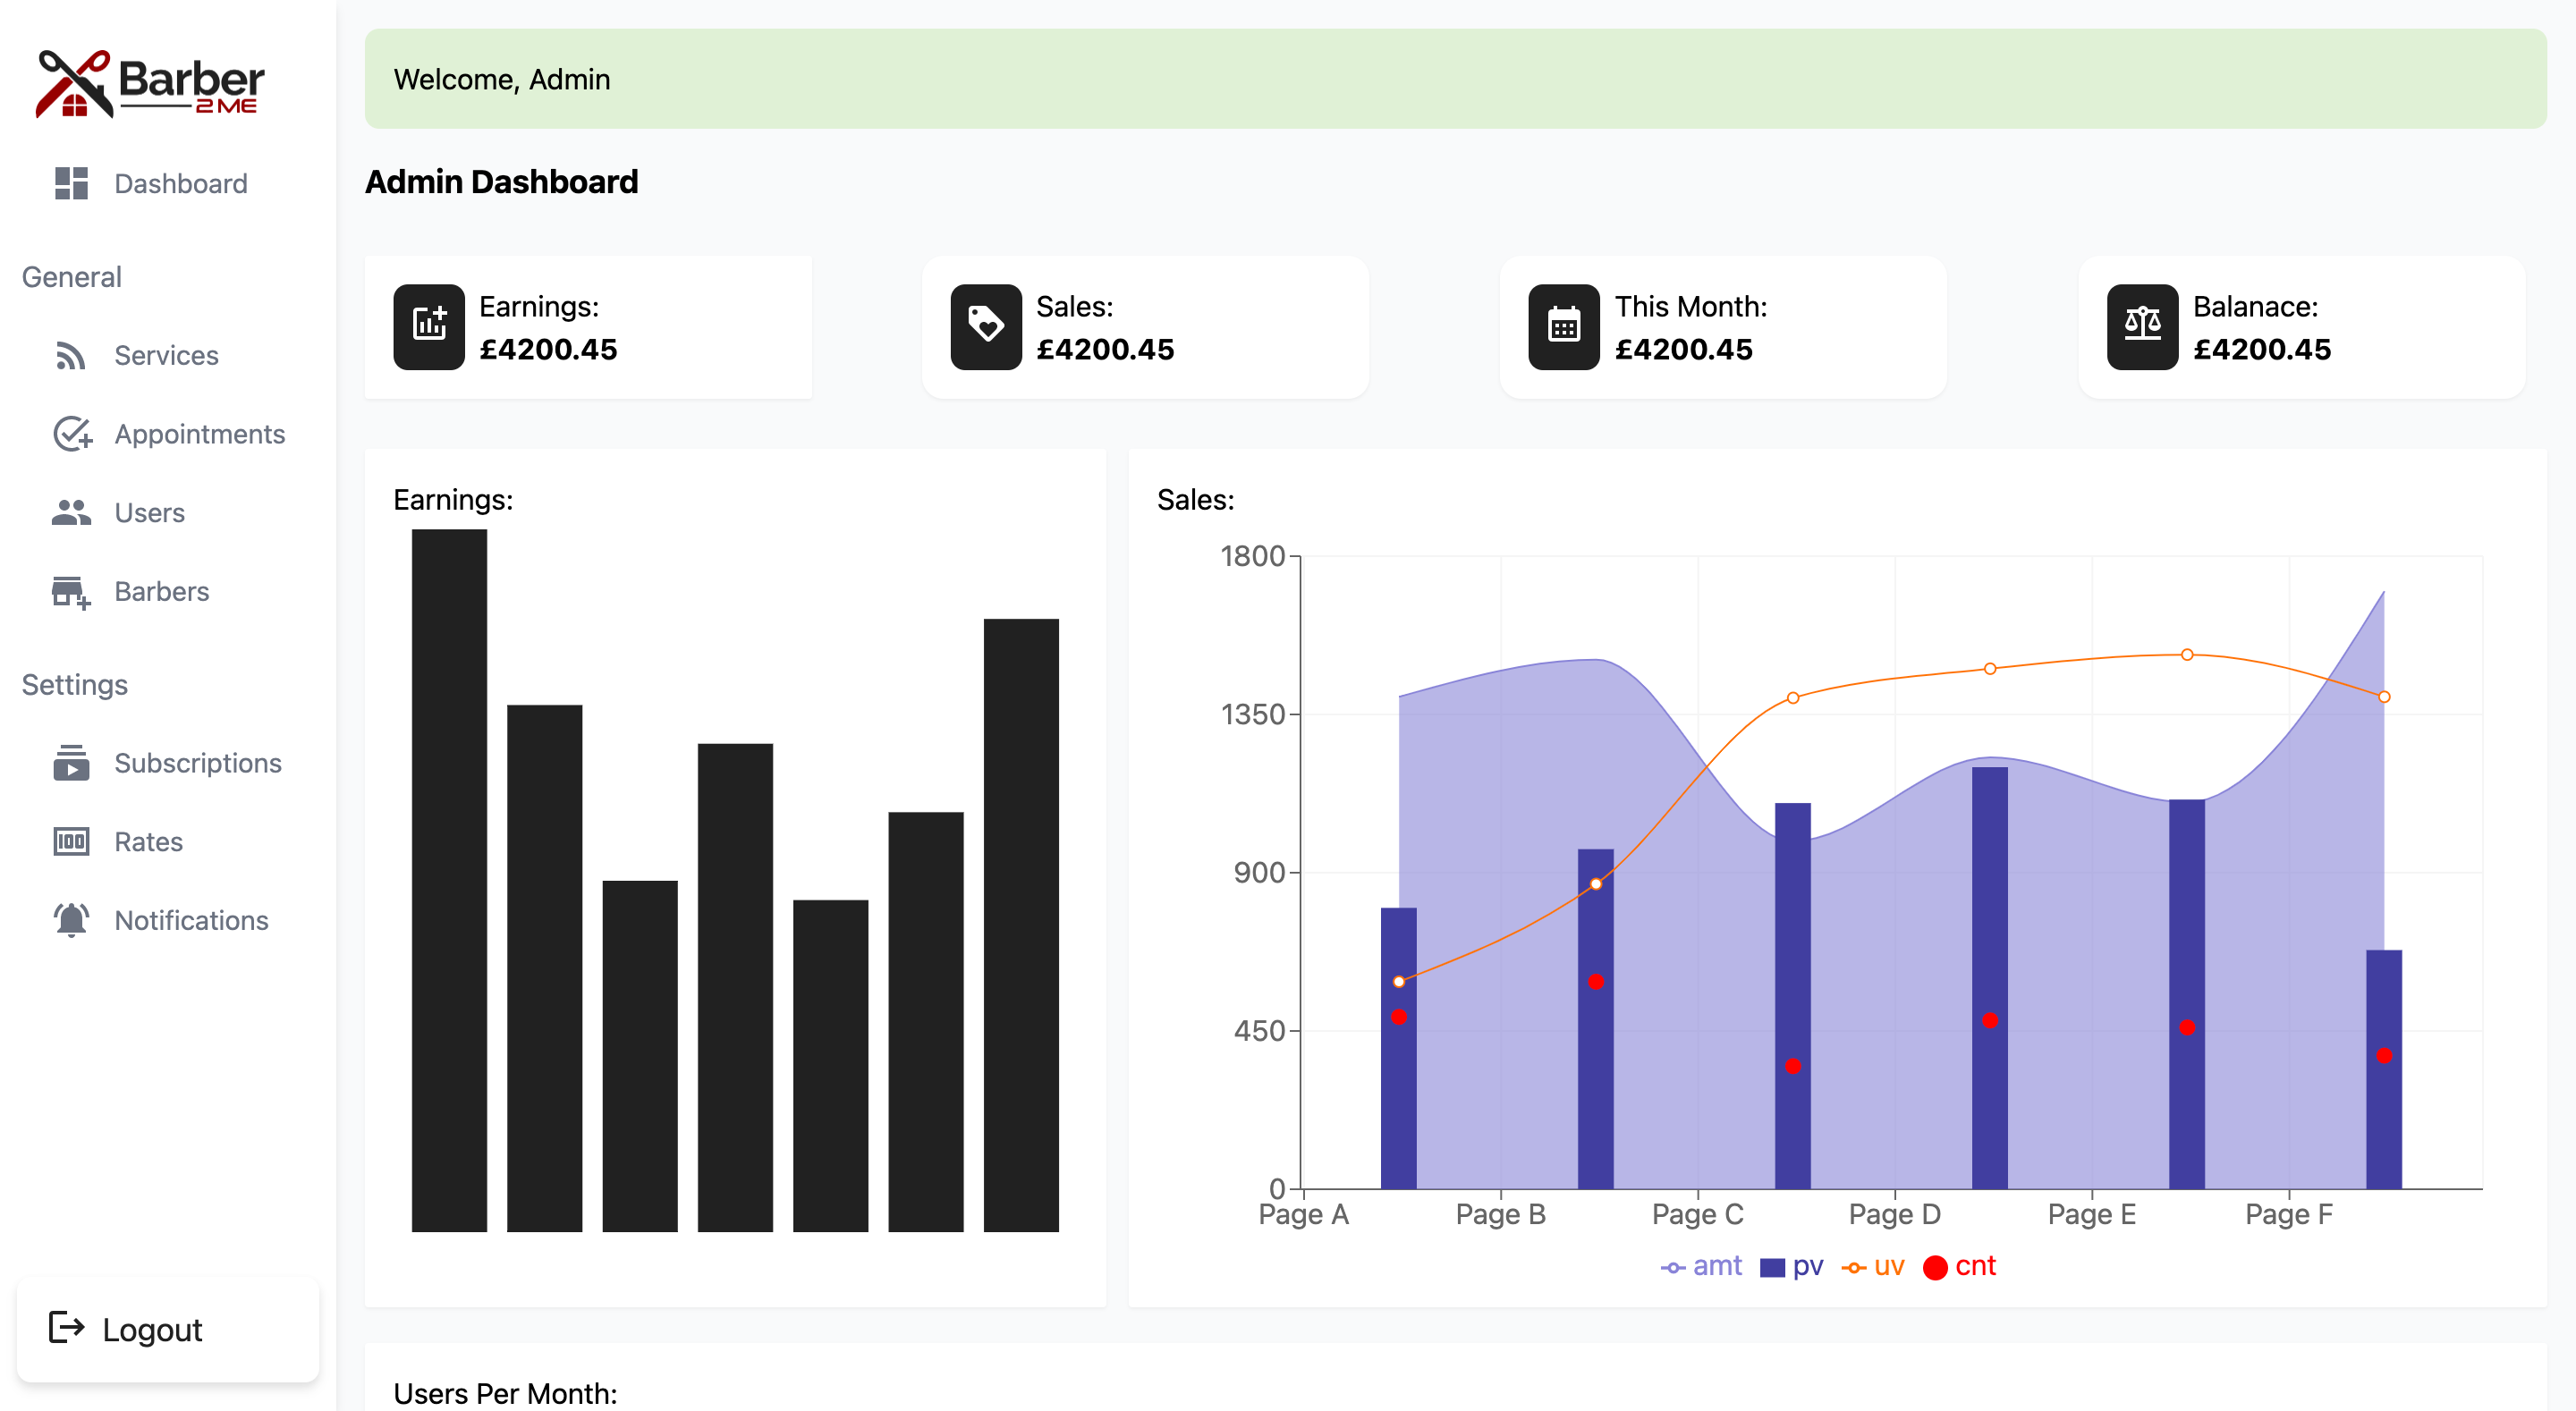 Barber
2ME
Dashboard
General
Services
Appointments
Users
Barbers
Settings
Subscriptions
100
Rates
Notifications
Logout
Welcome, Admin
Admin Dashboard
Earnings:
£4200.45
Sales:
£4200.45
This Month:
£4200.45
Balanace:
£4200.45
Earnings:
Sales:
1800
1350
900
450
0
Page A Page B Page C Page D Page E Page F
amt pv uv cnt
Users Per Month: